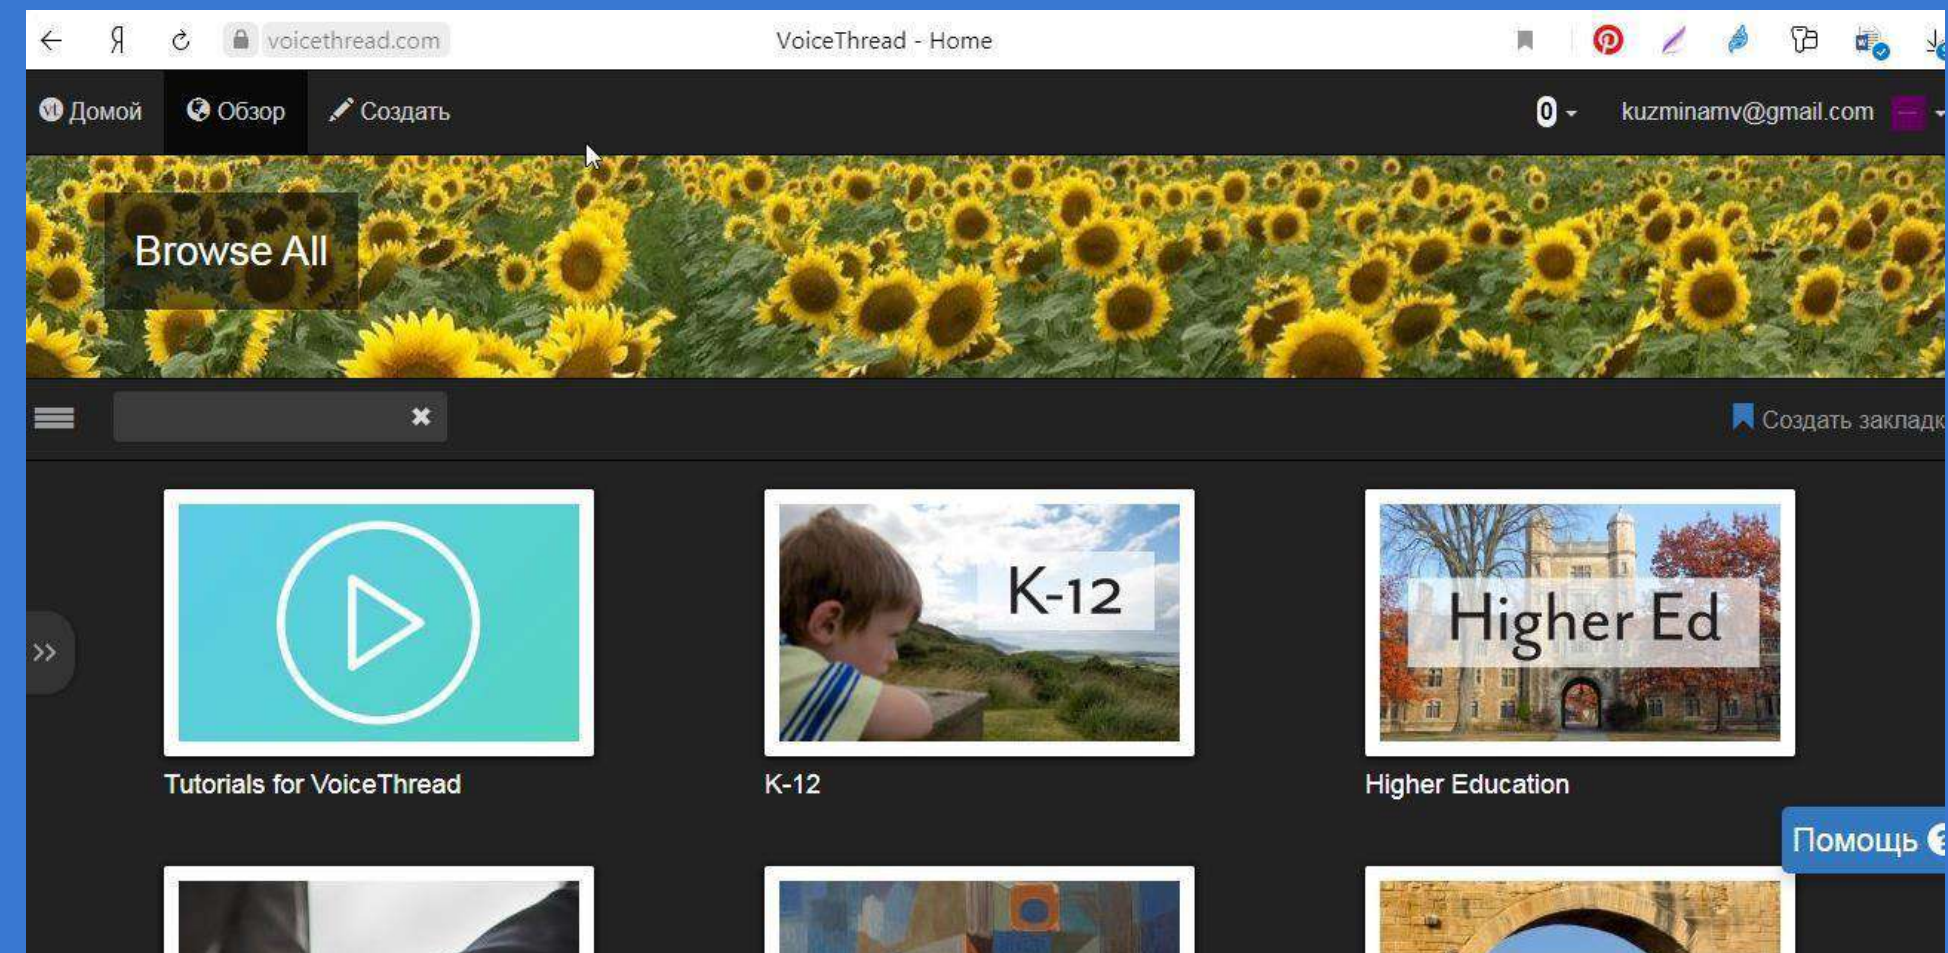 Я voicethread.com VoiceThread - Home
vt Домой Обзор Создать 0 kuzminamv@gmail.com
Browse All
Создать закладк
K-12
Higher Ed
Tutorials for VoiceThread K-12 Higher Education
Помощь ?